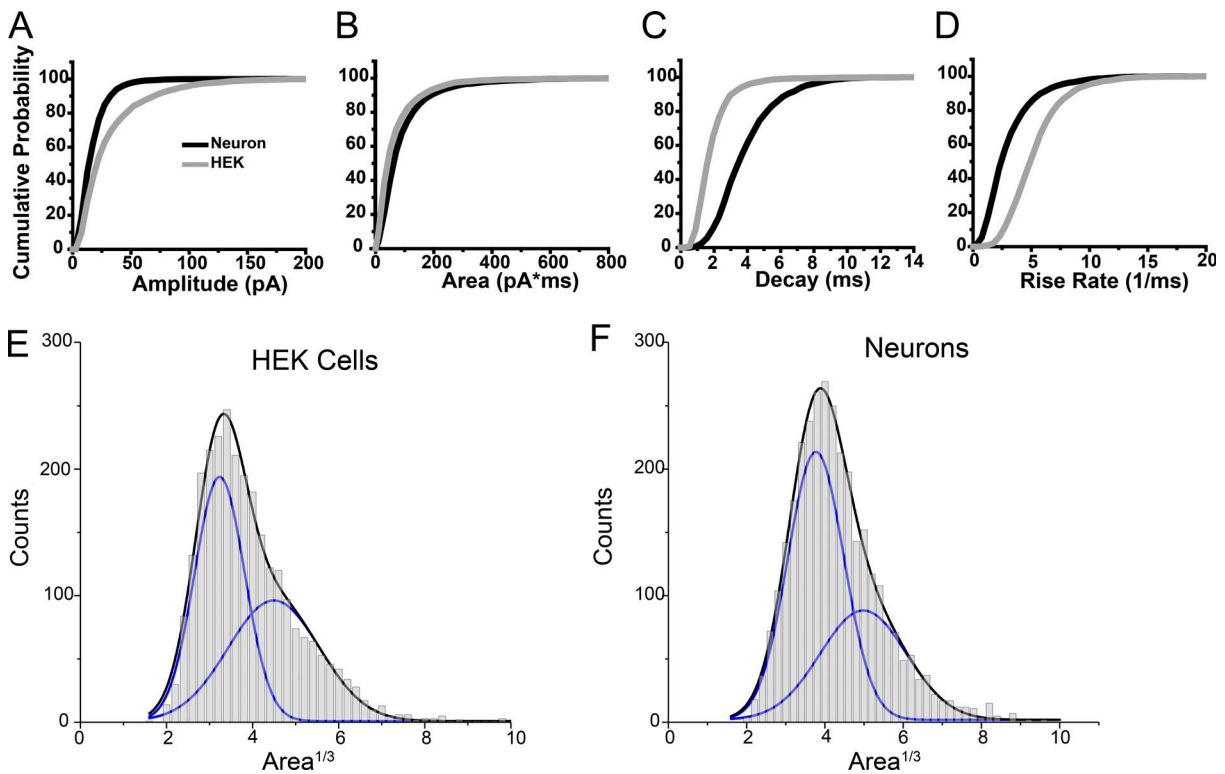 A
B
C
D
Cumulative Probability
100
80
60
40
20
0
Neuron
HEK
0 50 100 150 200
Amplitude (pA)
100
80
60
40
20
0
0 200 400 600 800
Area (pA*ms)
100
80
60
40
20
0
0 2 4 6 8 10 12 14
Decay (ms)
100
80
60
40
20
0
0 5 10 15 20
Rise Rate (1/ms)
E
HEK Cells
Counts
300
200
100
0
0 2 4 6 8 10
Area1/3
F
Neurons
Counts
300
200
100
0
0 2 4 6 8 10
Area1/3